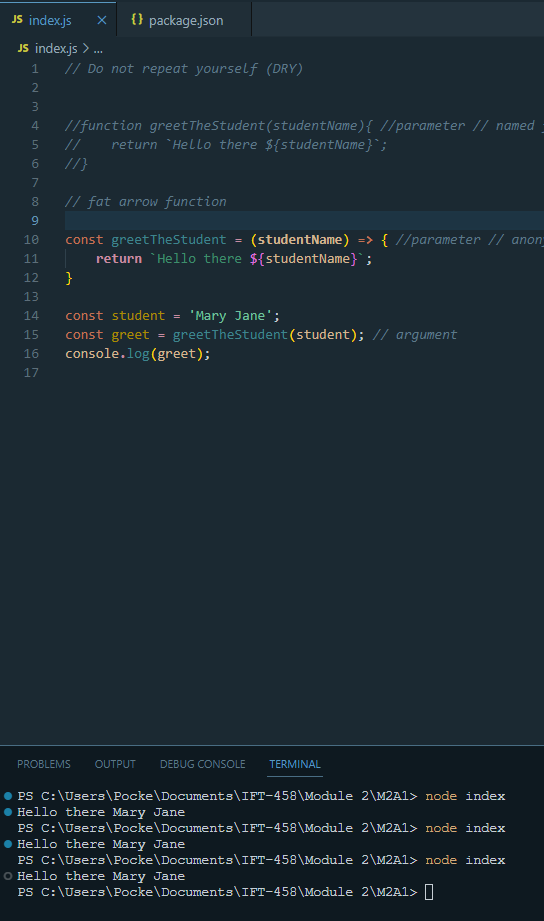 JS index.js × {} package.json
JS index.js > ...
1 // Do not repeat yourself (DRY)
2
3
4 //function greetTheStudent(studentName){ //parameter // named
5 //    return `Hello there ${studentName}`;
6 //}
7
8 // fat arrow function
9
10 const greetTheStudent = (studentName) => { //parameter // anon
11     return `Hello there ${studentName}`;
12 }
13
14 const student = 'Mary Jane';
15 const greet = greetTheStudent(student); // argument
16 console.log(greet);
17
PROBLEMS OUTPUT DEBUG CONSOLE TERMINAL
PS C:\Users\Pocke\Documents\IFT-458\Module 2\M2A1> node index
Hello there Mary Jane
PS C:\Users\Pocke\Documents\IFT-458\Module 2\M2A1> node index
Hello there Mary Jane
PS C:\Users\Pocke\Documents\IFT-458\Module 2\M2A1> node index
Hello there Mary Jane
PS C:\Users\Pocke\Documents\IFT-458\Module 2\M2A1>